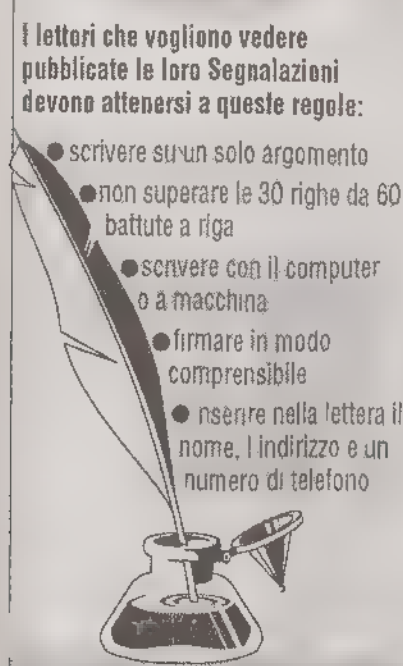 I lettori che vogliono vedere
pubblicate le loro Segnalazioni
devono attenersi a queste regole:
● scrivere su un solo argomento
● non superare le 30 righe da 60
battute a riga
● scrivere con il computer
o a macchina
● firmare in modo
comprensibile
● nserire nella lettera il
nome, l indirizzo e un
numero di telefono